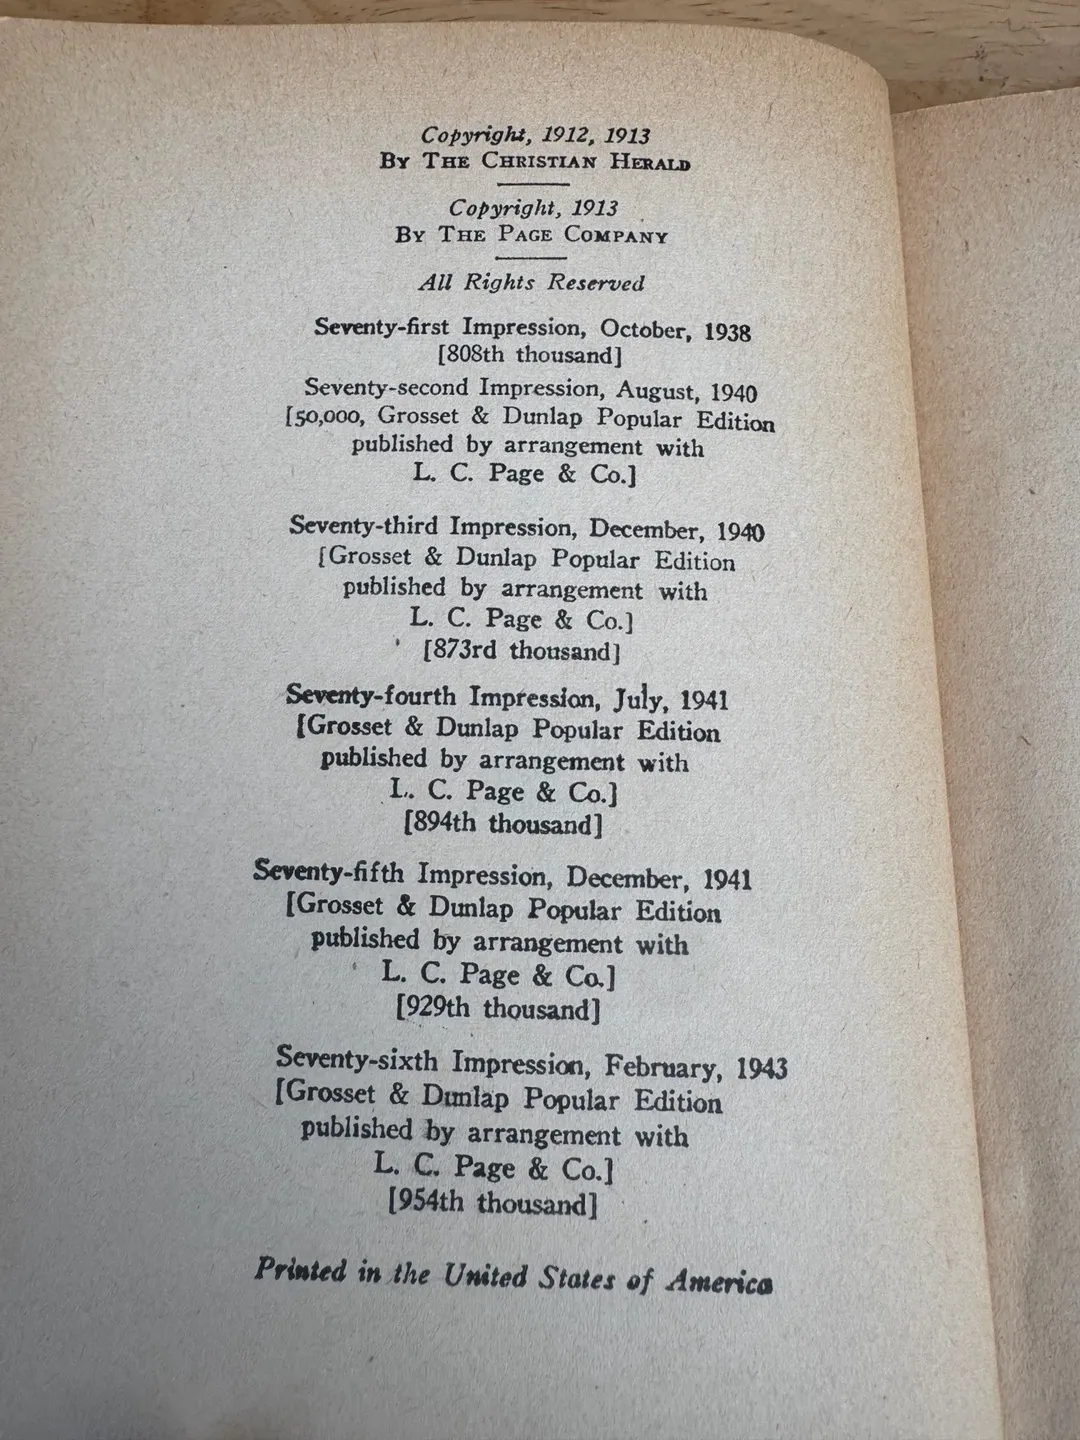 Copyright, 1912, 1913
BY THE CHRISTIAN HERALD
Copyright, 1913
BY THE PAGE COMPANY
All Rights Reserved
Seventy-first Impression, October, 1938
[808th thousand]
Seventy-second Impression, August, 1940
[50,000, Grosset & Dunlap Popular Edition
published by arrangement with
L. C. Page & Co.]
Seventy-third Impression, December, 1940
[Grosset & Dunlap Popular Edition
published by arrangement with
L. C. Page & Co.]
[873rd thousand]
Seventy-fourth Impression, July, 1941
[Grosset & Dunlap Popular Edition
published by arrangement with
L. C. Page & Co.]
[894th thousand]
Seventy-fifth Impression, December, 1941
[Grosset & Dunlap Popular Edition
published by arrangement with
L. C. Page & Co.]
[929th thousand]
Seventy-sixth Impression, February, 1943
[Grosset & Dunlap Popular Edition
published by arrangement with
L. C. Page & Co.]
[954th thousand]
Printed in the United States of America